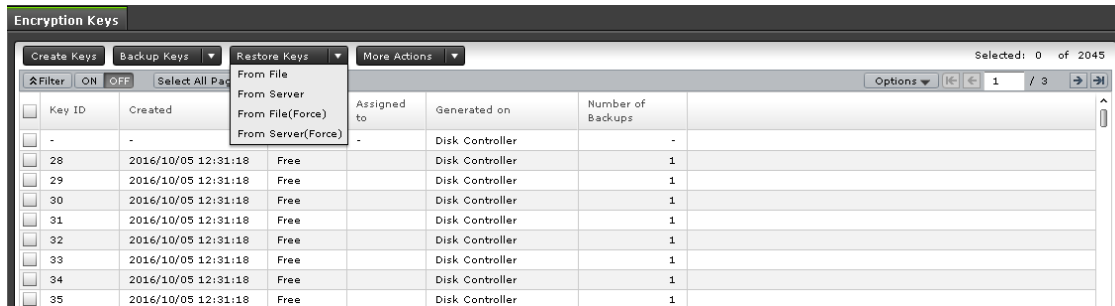 Encryption Keys
Create Keys Backup Keys Restore Keys More Actions Selected: 0 of 2045
Filter ON OFF Select All Pag Options 1 / 3
From File
From Server
From File(Force)
From Server(Force)
Key ID Created Assigned to Generated on Number of Backups
- - - Disk Controller -
28 2016/10/05 12:31:18 Free Disk Controller 1
29 2016/10/05 12:31:18 Free Disk Controller 1
30 2016/10/05 12:31:18 Free Disk Controller 1
31 2016/10/05 12:31:18 Free Disk Controller 1
32 2016/10/05 12:31:18 Free Disk Controller 1
33 2016/10/05 12:31:18 Free Disk Controller 1
34 2016/10/05 12:31:18 Free Disk Controller 1
35 2016/10/05 12:31:18 Free Disk Controller 1